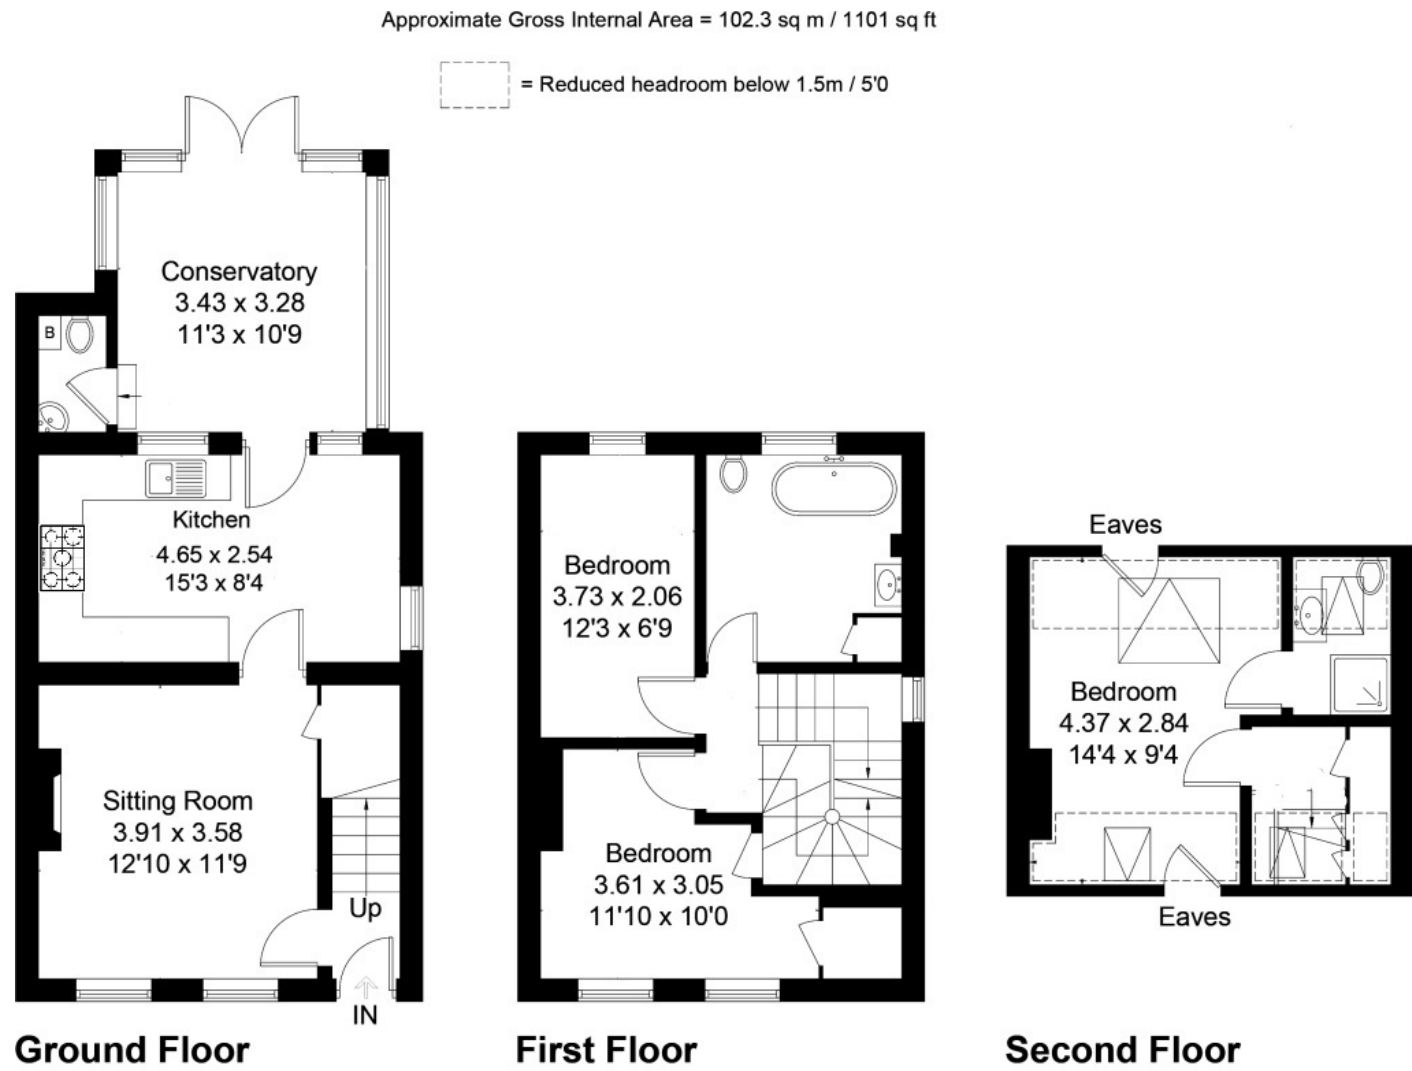 Approximate Gross Internal Area = 102.3 sq m / 1101 sq ft
= Reduced headroom below 1.5m / 5'0
Conservatory
3.43 x 3.28
11'3 x 10'9
B
Kitchen
4.65 x 2.54
15'3 x 8'4
Sitting Room
3.91 x 3.58
12'10 x 11'9
Up
IN
Ground Floor
Bedroom
3.73 x 2.06
12'3 x 6'9
Bedroom
3.61 x 3.05
11'10 x 10'0
First Floor
Eaves
Bedroom
4.37 x 2.84
14'4 x 9'4
Eaves
Second Floor